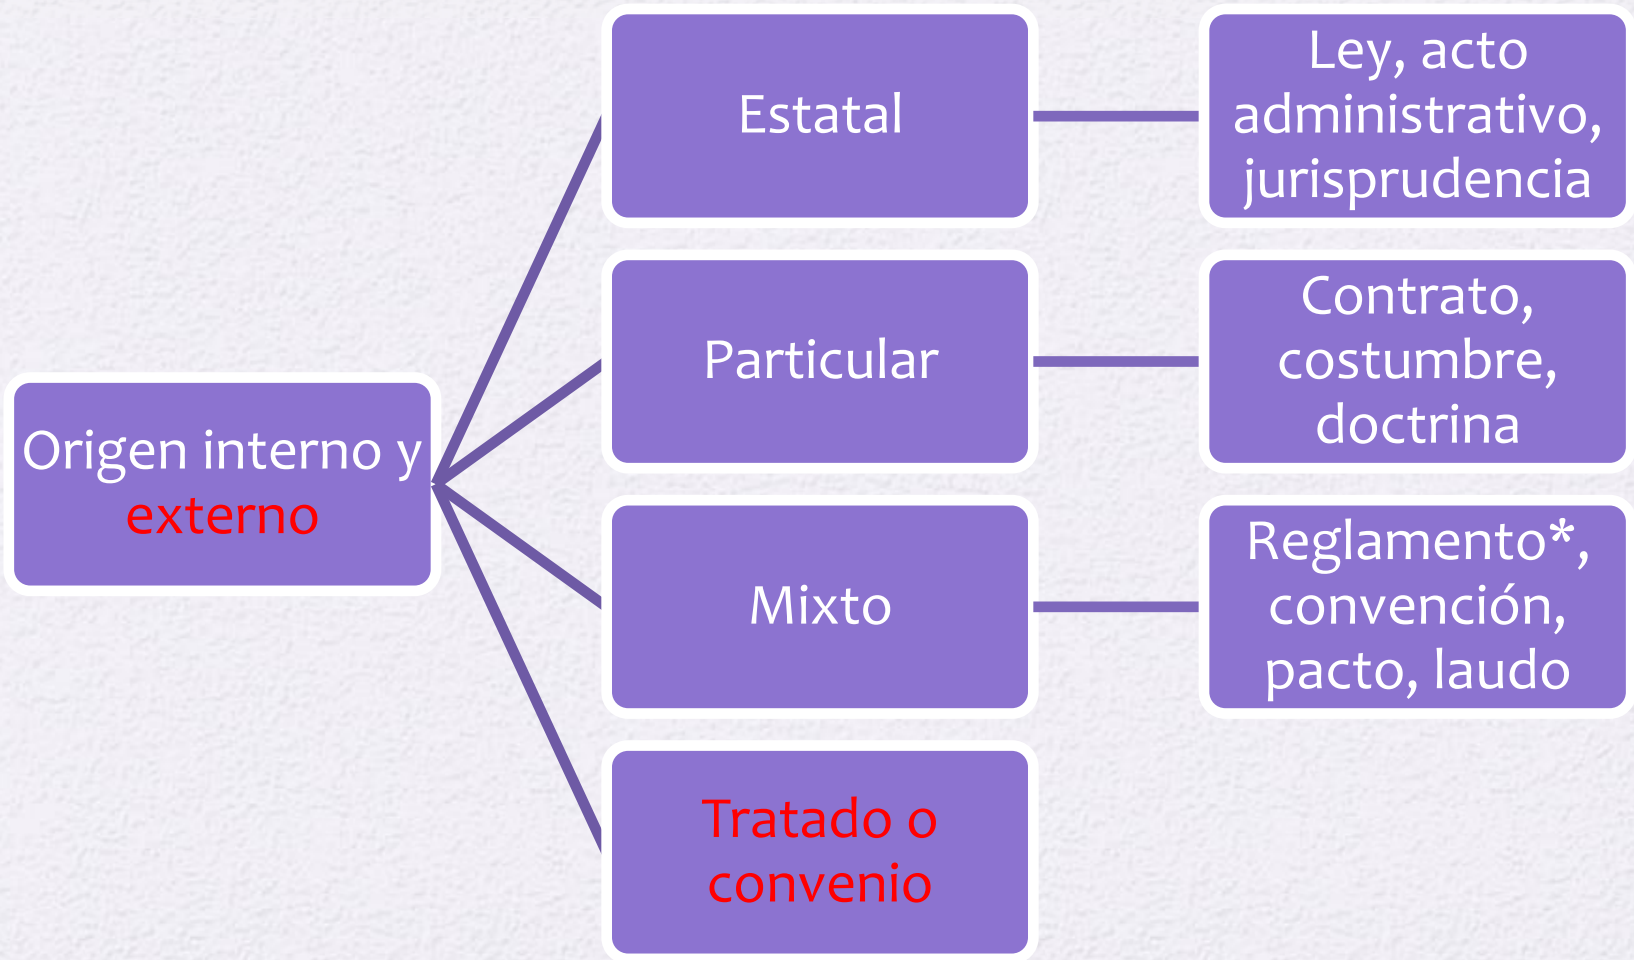 Origen interno y
externo
Estatal
Ley, acto
administrativo,
jurisprudencia
Particular
Contrato,
costumbre,
doctrina
Mixto
Reglamento*,
convención,
pacto, laudo
Tratado o
convenio